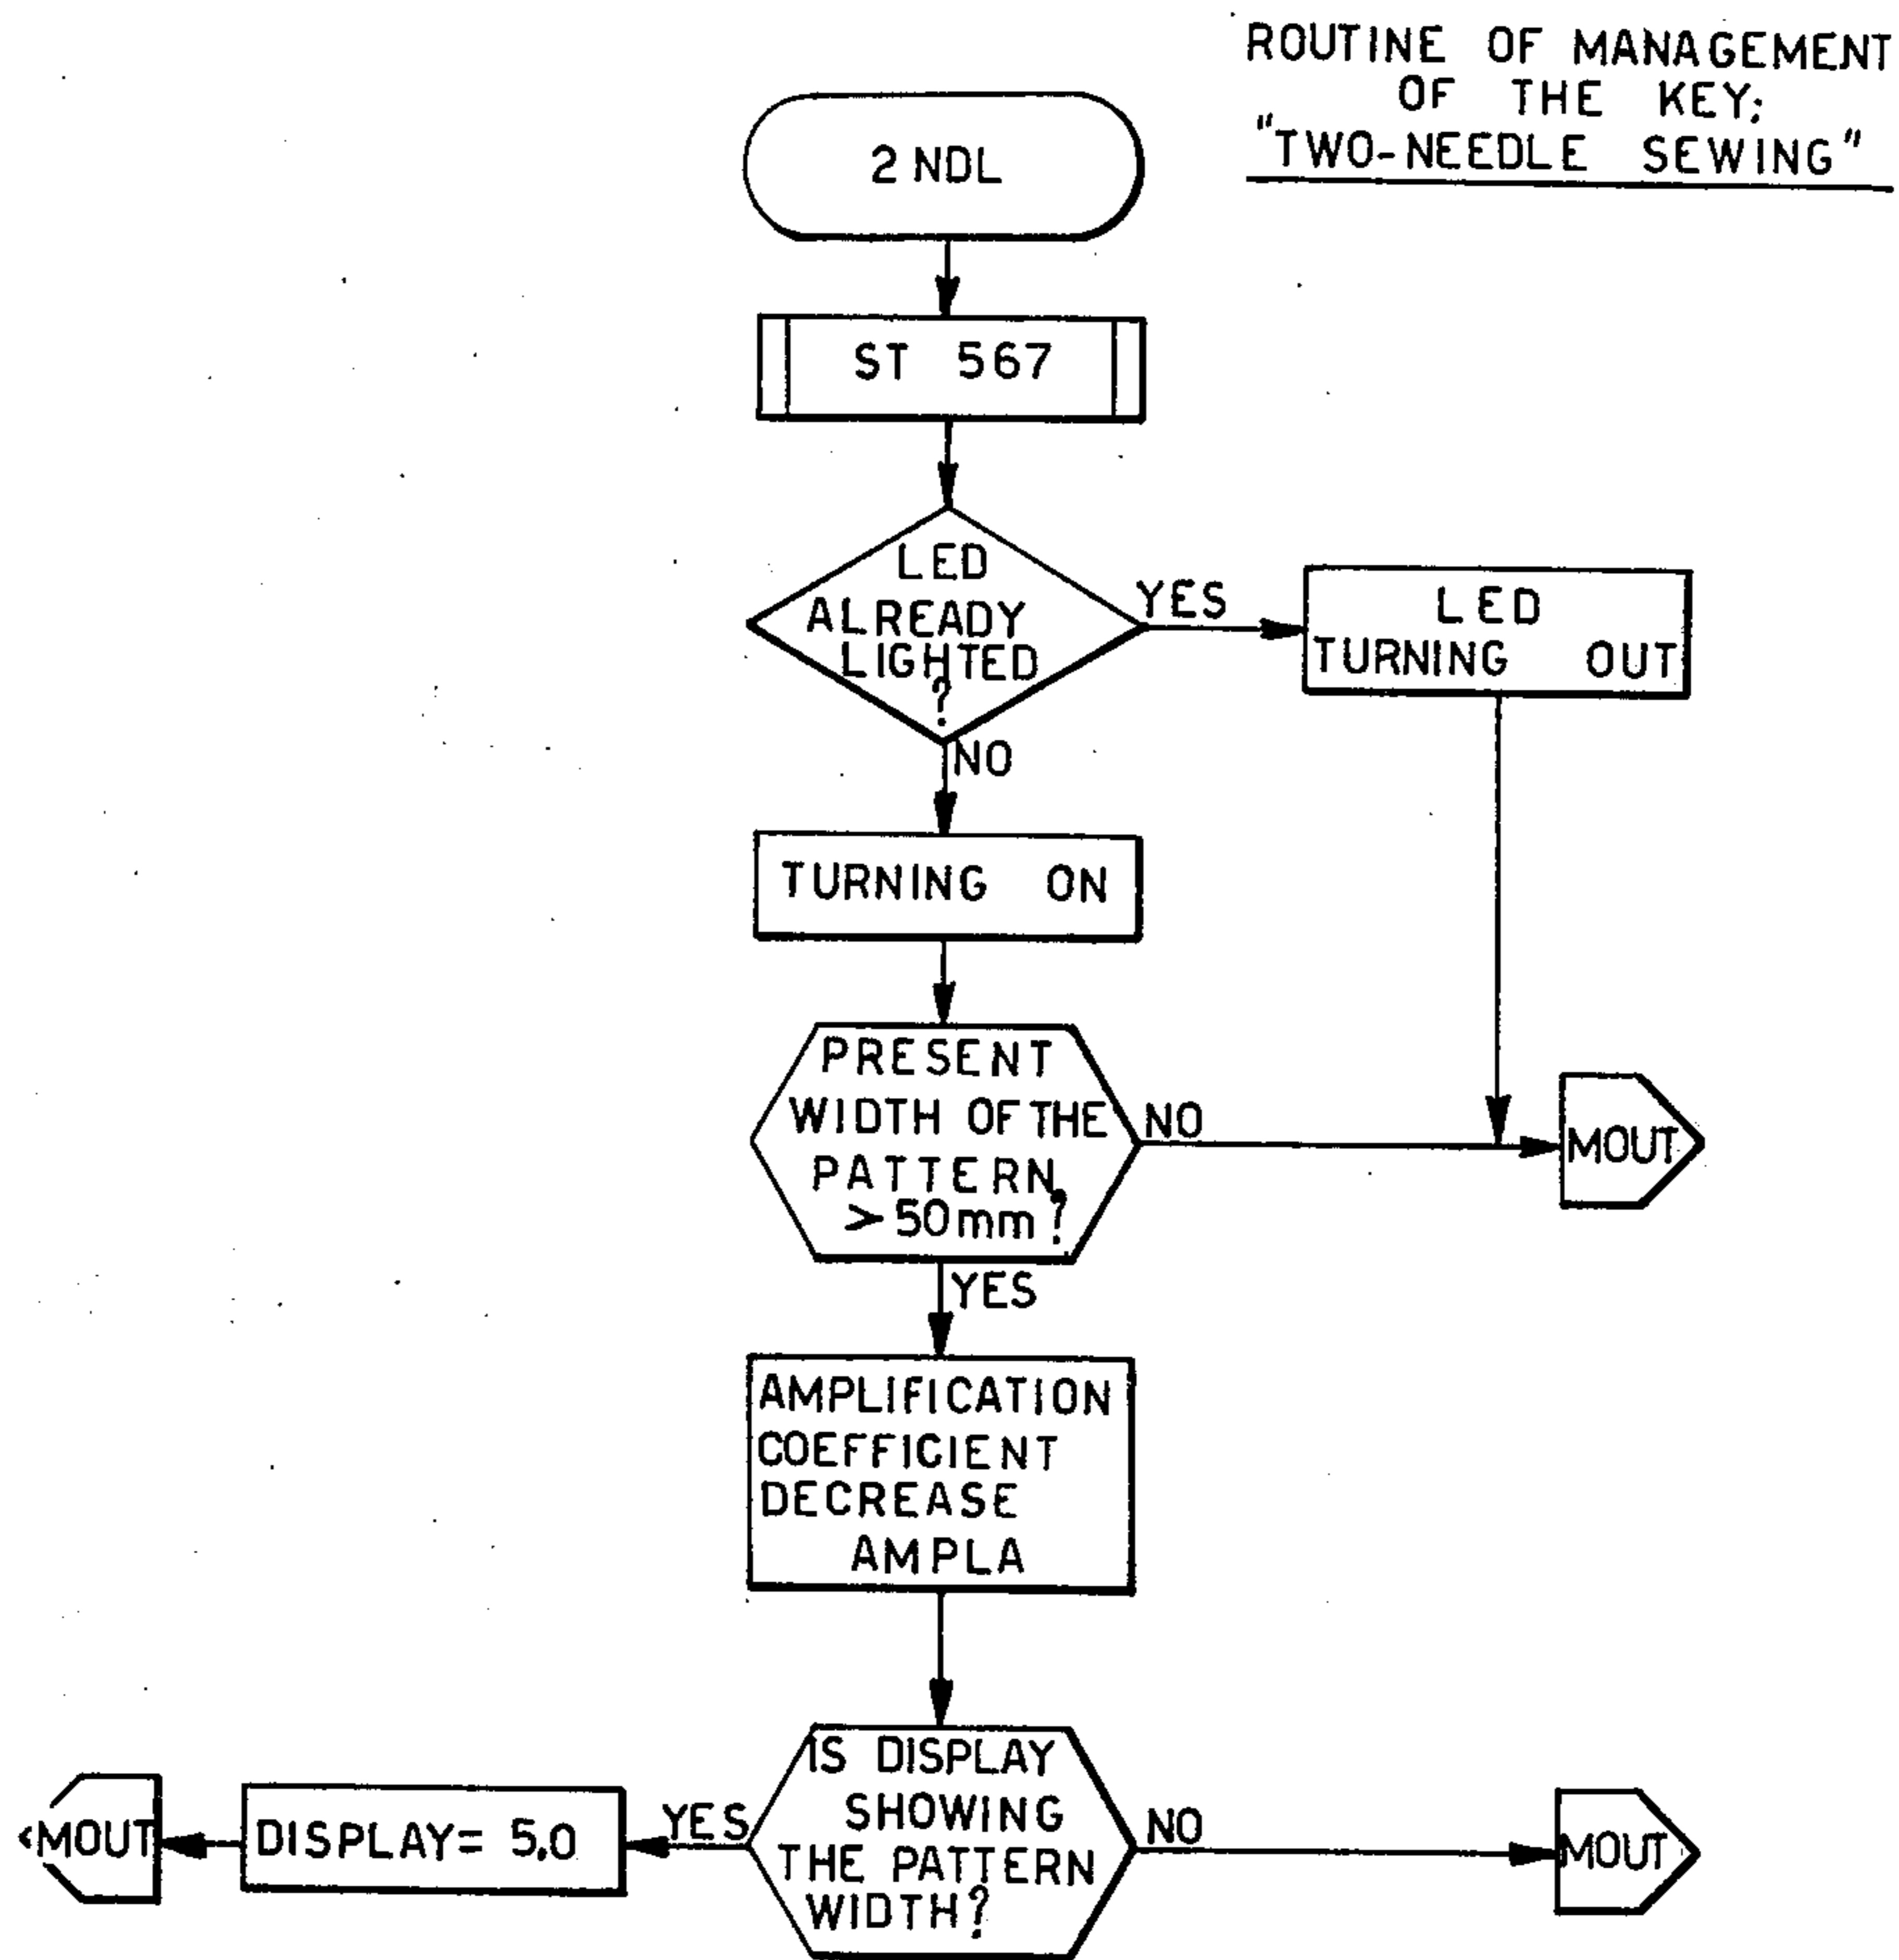 ROUTINE OF MANAGEMENT
OF THE KEY:
"TWO-NEEDLE SEWING"
2 NDL
ST 567
LED
ALREADY
LIGHTED
?
YES
LED
TURNING OUT
NO
TURNING ON
PRESENT
WIDTH OF THE
PATTERN
> 50mm?
NO
MOUT
YES
AMPLIFICATION
COEFFICIENT
DECREASE
AMPLA
IS DISPLAY
SHOWING
THE PATTERN
WIDTH?
YES
DISPLAY= 5,0
MOUT
NO
MOUT